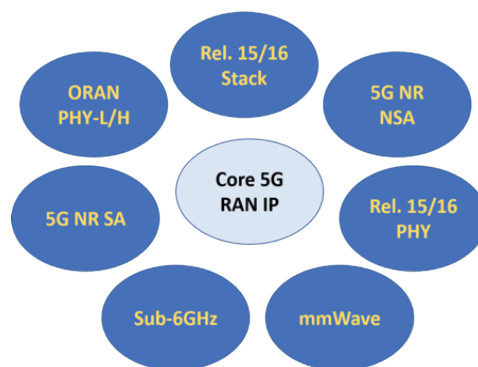 Rel. 15/16
Stack
ORAN
PHY-L/H
5G NR
NSA
Core 5G
RAN IP
5G NR SA
Rel. 15/16
PHY
Sub-6GHz
mmWave